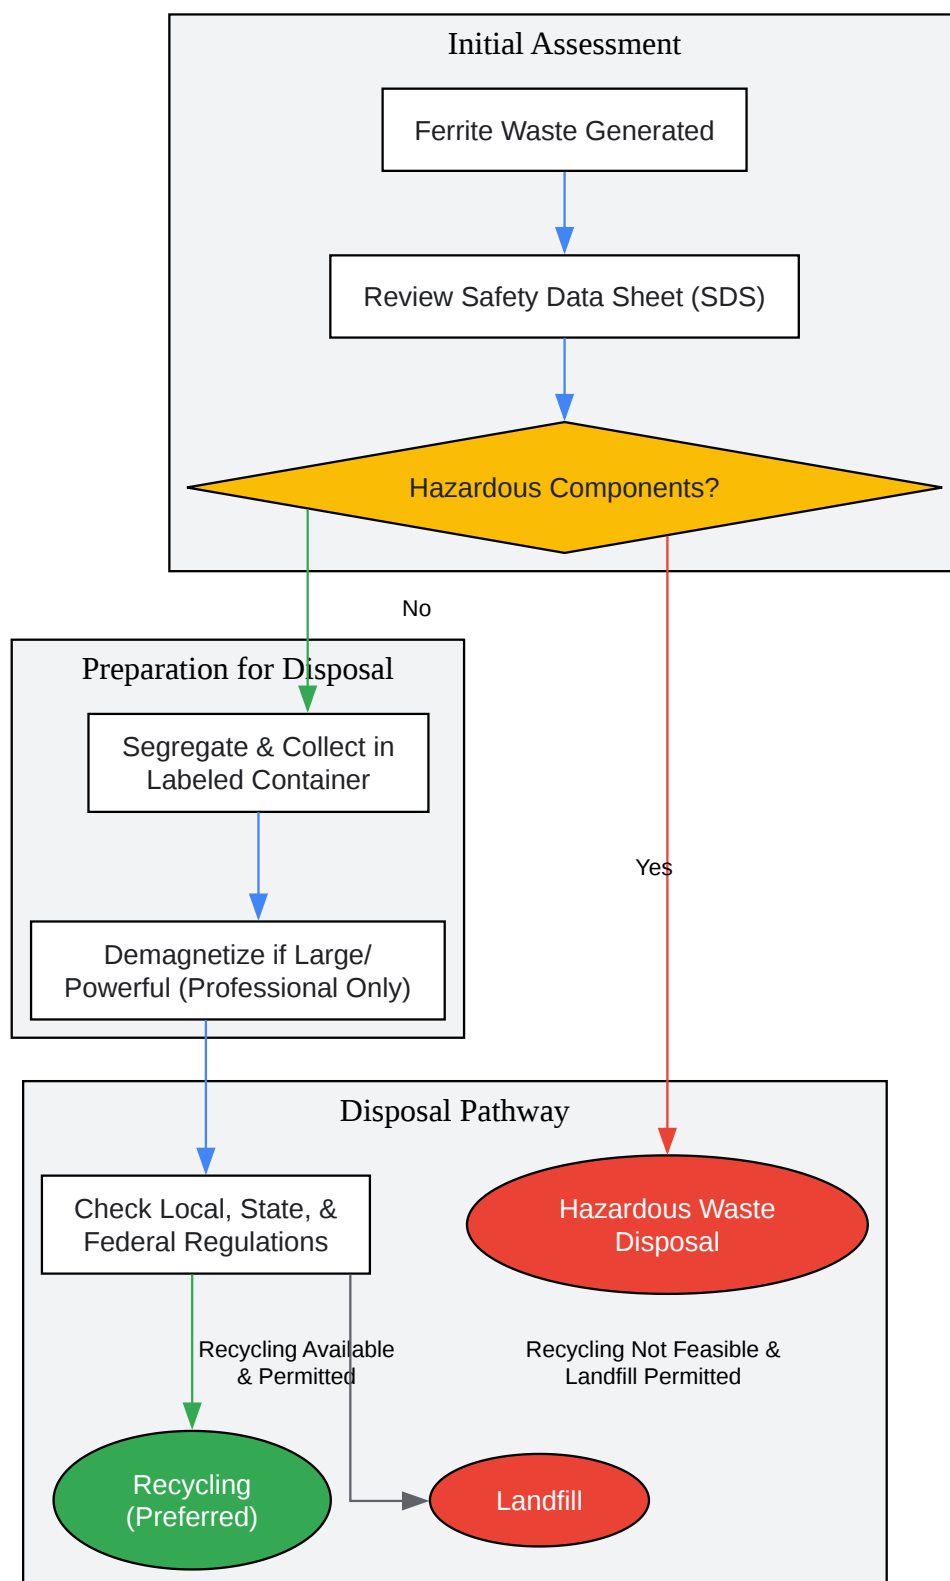 Initial Assessment
Ferrite Waste Generated
Review Safety Data Sheet (SDS)
Hazardous Components?
No
Preparation for Disposal
Segregate & Collect in
Labeled Container
Yes
Demagnetize if Large/
Powerful (Professional Only)
Disposal Pathway
Check Local, State, &
Federal Regulations
Hazardous Waste
Disposal
Recycling Available
& Permitted
Recycling Not Feasible &
Landfill Permitted
Recycling
(Preferred)
Landfill